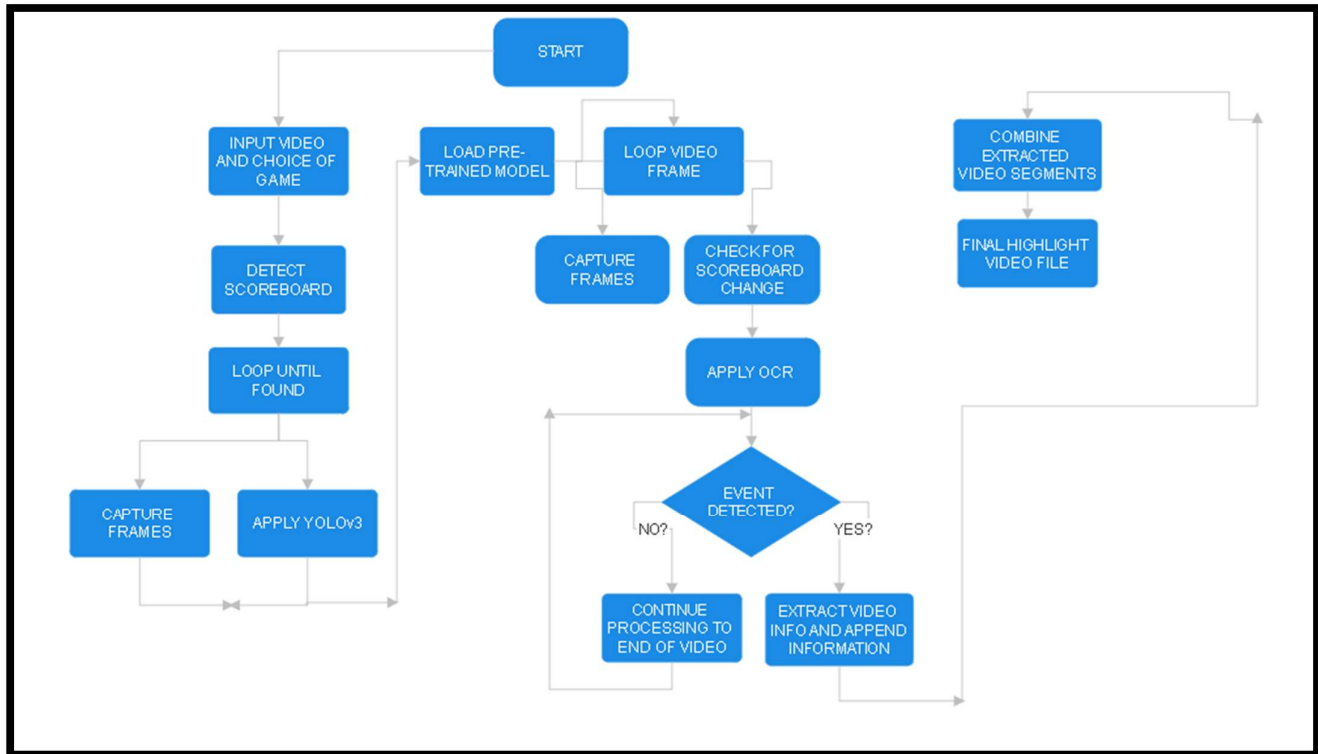 START
INPUT VIDEO
AND CHOICE OF
GAME
DETECT
SCOREBOARD
LOOP UNTIL
FOUND
CAPTURE
FRAMES
APPLY YOLOv3
LOAD PRE-
TRAINED MODEL
LOOP VIDEO
FRAME
CAPTURE
FRAMES
CHECK FOR
SCOREBOARD
CHANGE
APPLY OCR
EVENT
DETECTED?
NO?
YES?
CONTINUE
PROCESSING TO
END OF VIDEO
EXTRACT VIDEO
INFO AND APPEND
INFORMATION
COMBINE
EXTRACTED
VIDEO SEGMENTS
FINAL HIGHLIGHT
VIDEO FILE